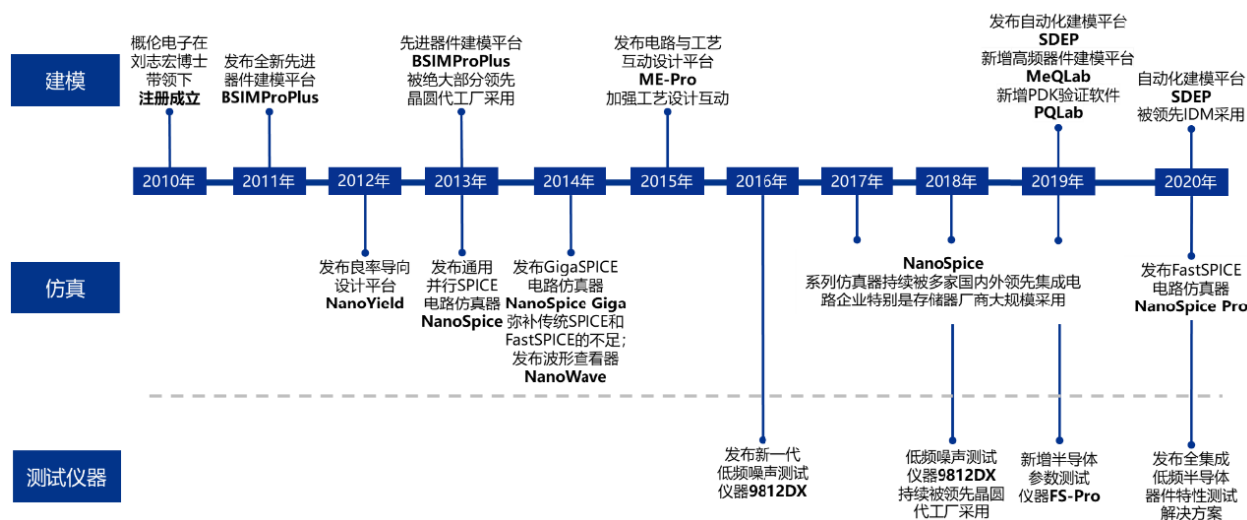 建模
概伦电子在
刘志宏博士
带领下
注册成立
发布全新先进
器件建模平台
BSIMProPlus
先进器件建模平台
BSIMProPlus
被绝大部分领先
晶圆代工厂采用
发布电路与工艺
互动设计平台
ME-Pro
加强工艺设计互动
发布自动化建模平台
SDEP
新增高频器件建模平台
MeQLab
新增PDK验证软件
PQLab
自动化建模平台
SDEP
被领先IDM采用
2010年
2011年
2012年
2013年
2014年
2015年
2016年
2017年
2018年
2019年
2020年
仿真
发布良率导向
设计平台
NanoYield
发布通用
并行SPICE
电路仿真器
NanoSpice
发布GigaSPICE
电路仿真器
NanoSpice Giga
弥补传统SPICE和
FastSPICE的不足；
发布波形查看器
NanoWave
NanoSpice
系列仿真器持续被多家国内外领先集成电
路企业特别是存储器厂商大规模采用
发布FastSPICE
电路仿真器
NanoSpice Pro
测试仪器
发布新一代
低频噪声测试
仪器9812DX
低频噪声测试
仪器9812DX
持续被领先晶圆
代工厂采用
新增半导体
参数测试
仪器FS-Pro
发布全集成
低频半导体
器件特性测试
解决方案